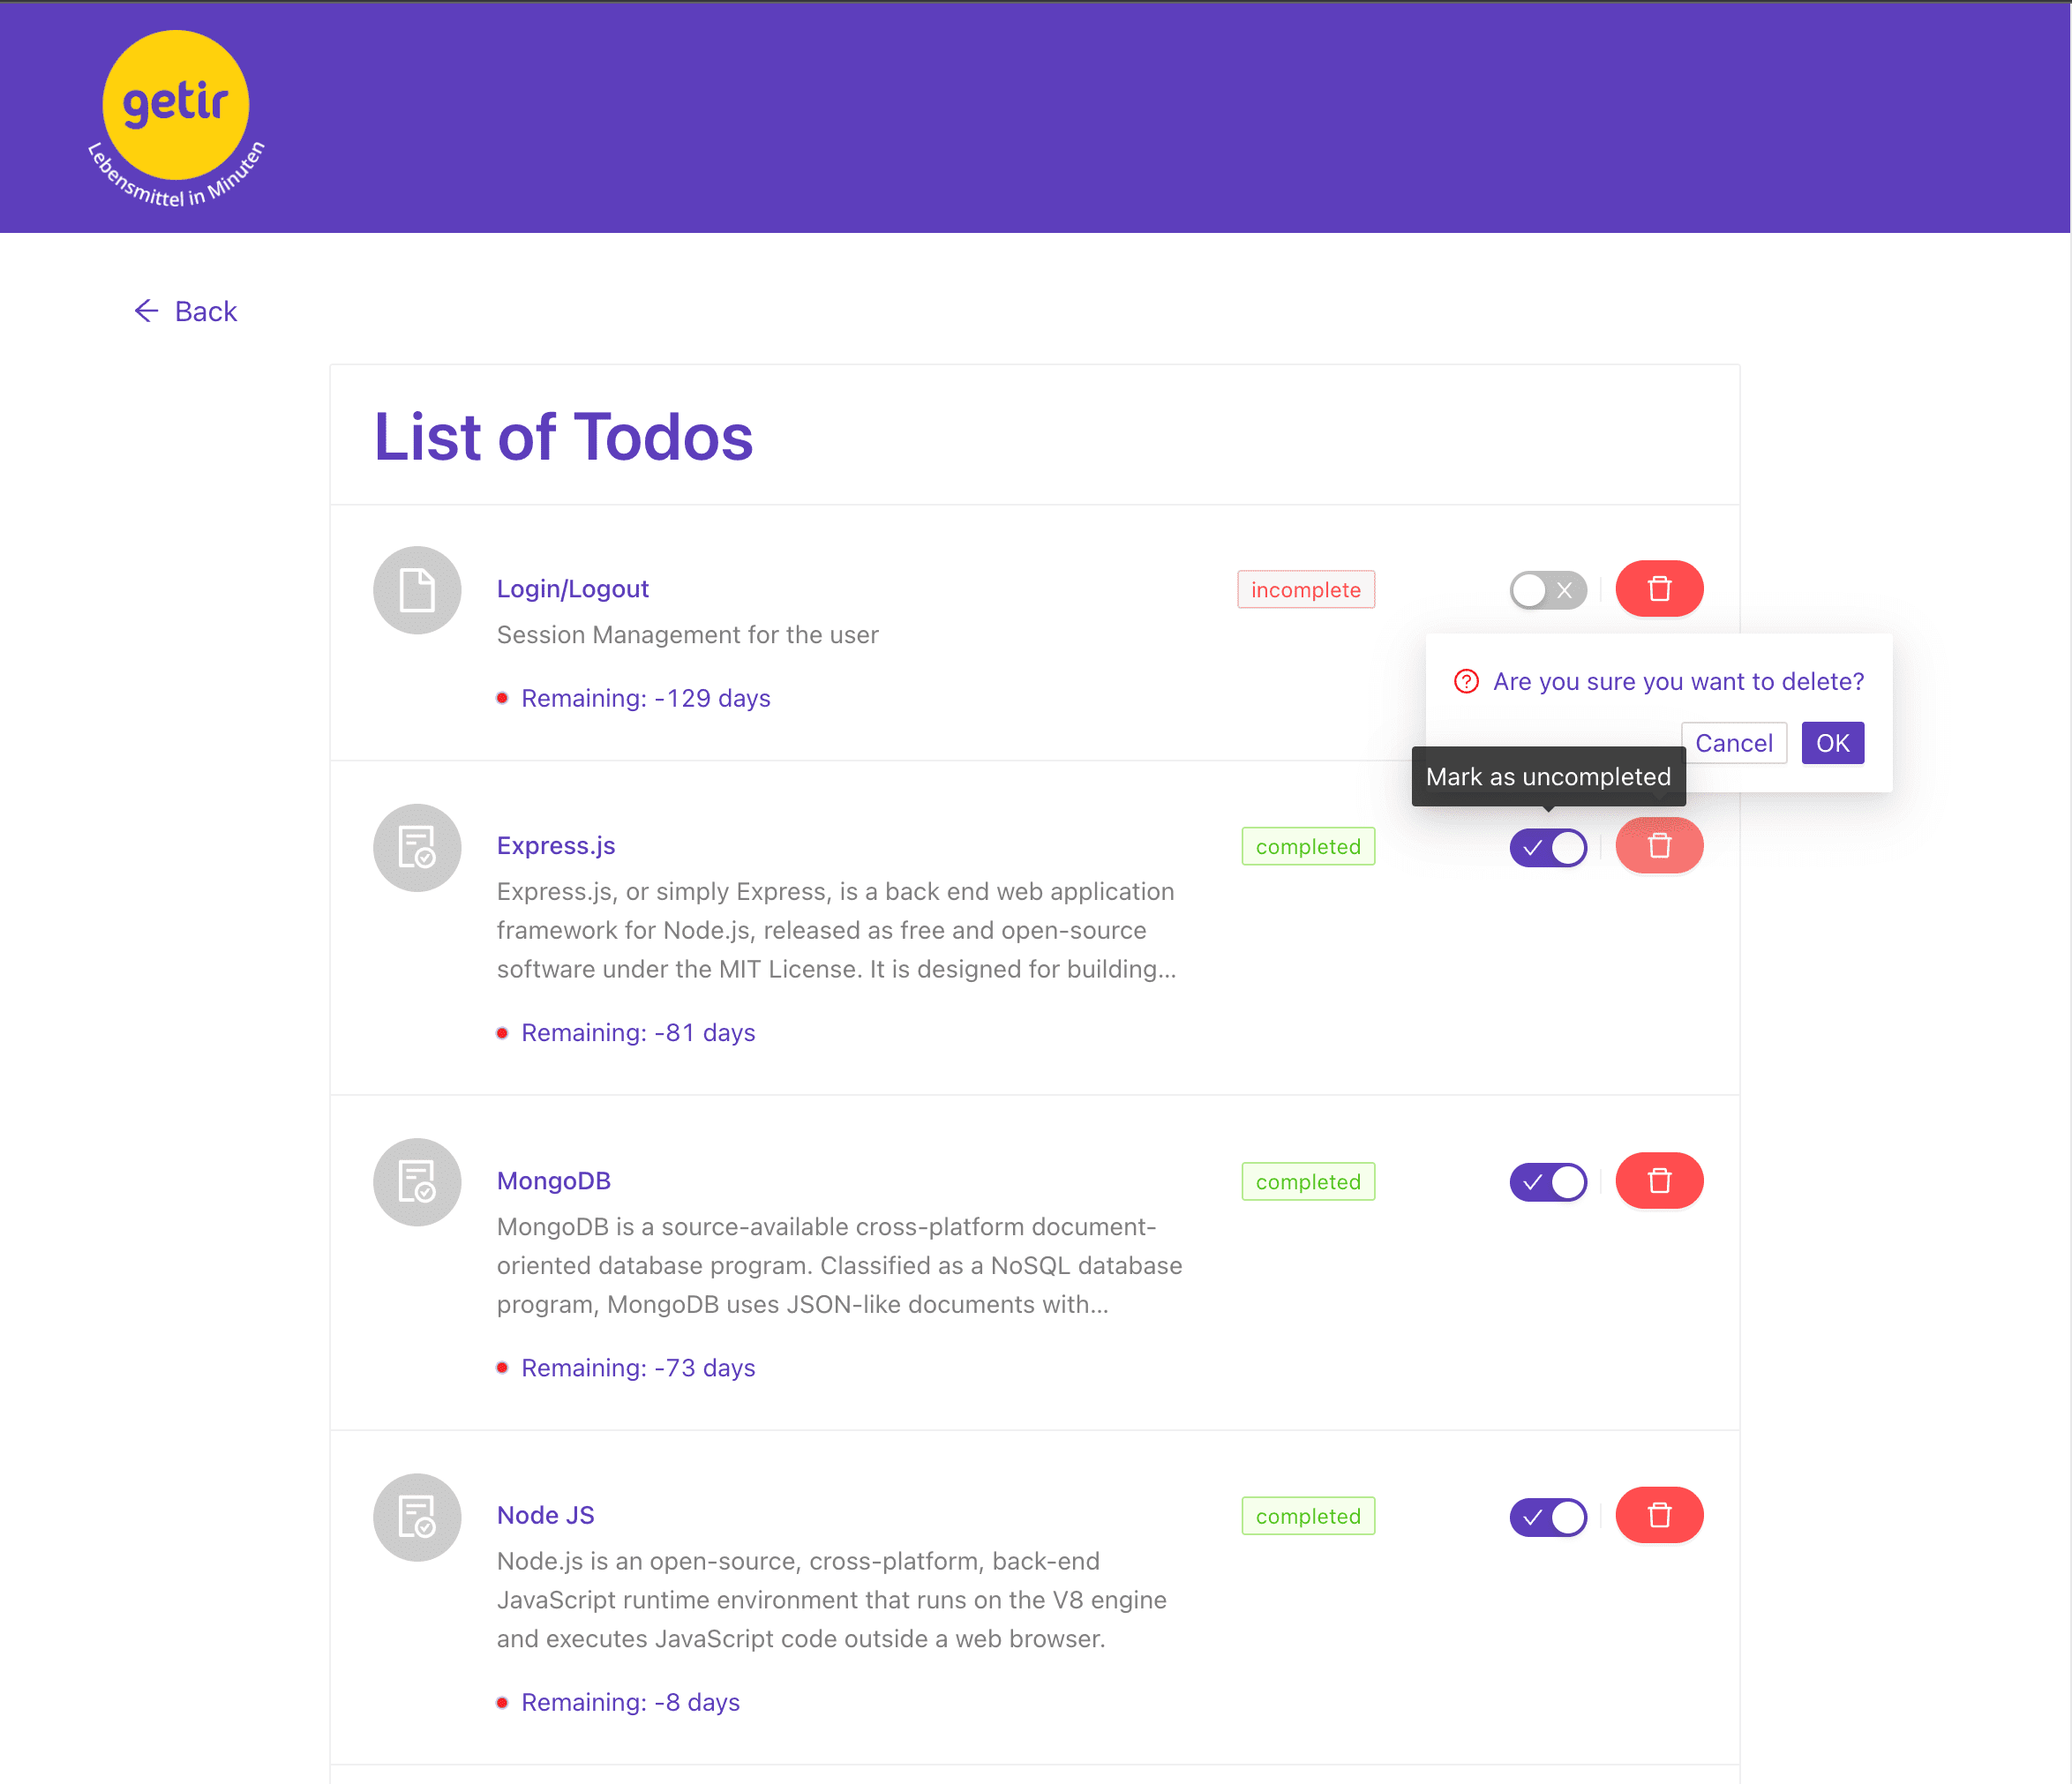 getir
Lebensmittel in Minuten
Back
List of Todos
Login/Logout
incomplete
Session Management for the user
Remaining: -129 days
Are you sure you want to delete?
Cancel
OK
Mark as uncompleted
Express.js
completed
Express.js, or simply Express, is a back end web application
framework for Node.js, released as free and open-source
software under the MIT License. It is designed for building...
Remaining: -81 days
MongoDB
completed
MongoDB is a source-available cross-platform document-
oriented database program. Classified as a NoSQL database
program, MongoDB uses JSON-like documents with...
Remaining: -73 days
Node JS
completed
Node.js is an open-source, cross-platform, back-end
JavaScript runtime environment that runs on the V8 engine
and executes JavaScript code outside a web browser.
Remaining: -8 days